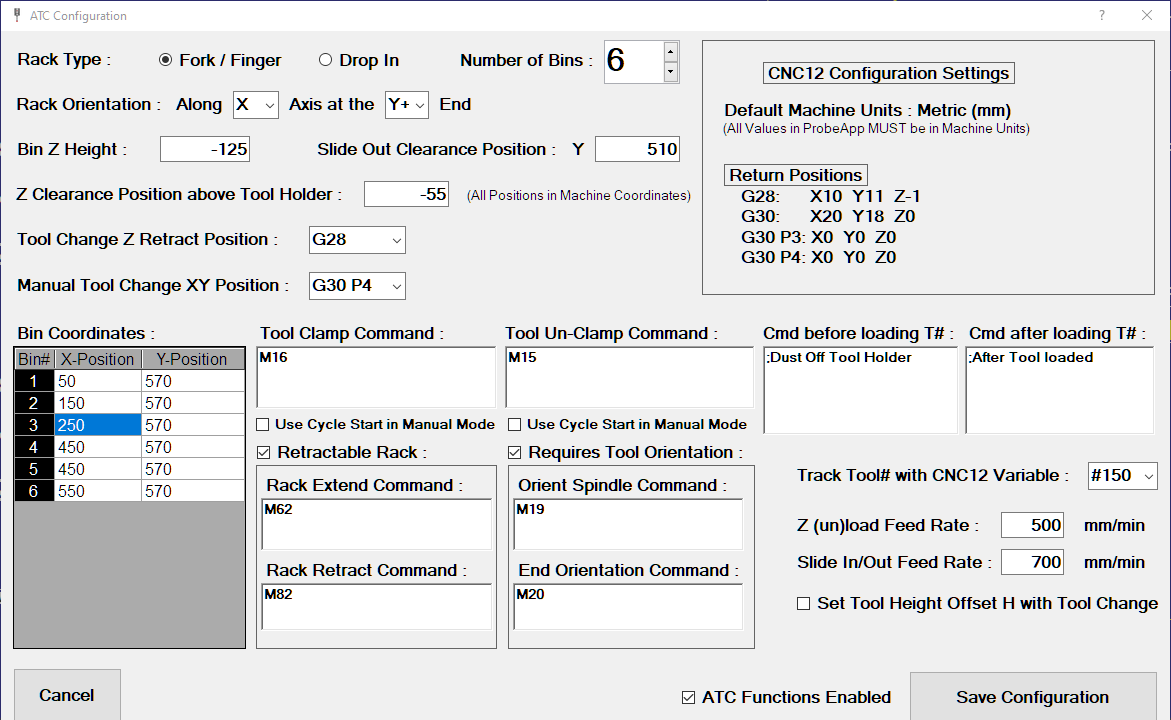 ATC Configuration ? ×
Rack Type : Fork / Finger Drop In Number of Bins : 6
Rack Orientation : Along X Axis at the Y+ End
Bin Z Height : -125 Slide Out Clearance Position : Y 510
Z Clearance Position above Tool Holder : -55 (All Positions in Machine Coordinates)
Tool Change Z Retract Position : G28
Manual Tool Change XY Position : G30 P4
CNC12 Configuration Settings
Default Machine Units : Metric (mm)
(All Values in ProbeApp MUST be in Machine Units)
Return Positions
G28: X10 Y11 Z-1
G30: X20 Y18 Z0
G30 P3: X0 Y0 Z0
G30 P4: X0 Y0 Z0
Bin Coordinates :
Bin# X-Position Y-Position
1 50 570
2 150 570
3 250 570
4 450 570
5 450 570
6 550 570
Tool Clamp Command :
M16
Use Cycle Start in Manual Mode
Retractable Rack :
Rack Extend Command :
M62
Rack Retract Command :
M82
Tool Un-Clamp Command :
M15
Use Cycle Start in Manual Mode
Requires Tool Orientation :
Orient Spindle Command :
M19
End Orientation Command :
M20
Cmd before loading T# :
;Dust Off Tool Holder
Cmd after loading T# :
;After Tool loaded
Track Tool# with CNC12 Variable : #150
Z (un)load Feed Rate : 500 mm/min
Slide In/Out Feed Rate : 700 mm/min
Set Tool Height Offset H with Tool Change
Cancel
ATC Functions Enabled
Save Configuration